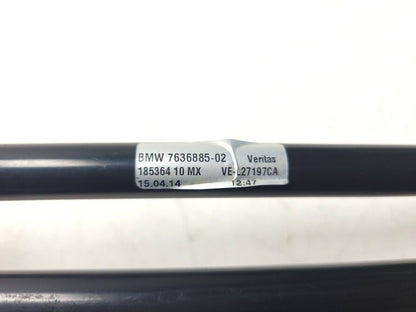 BMW 7636885-02 Veritas
185364 10 MX VE-L27197CA
15.04.14 12:47